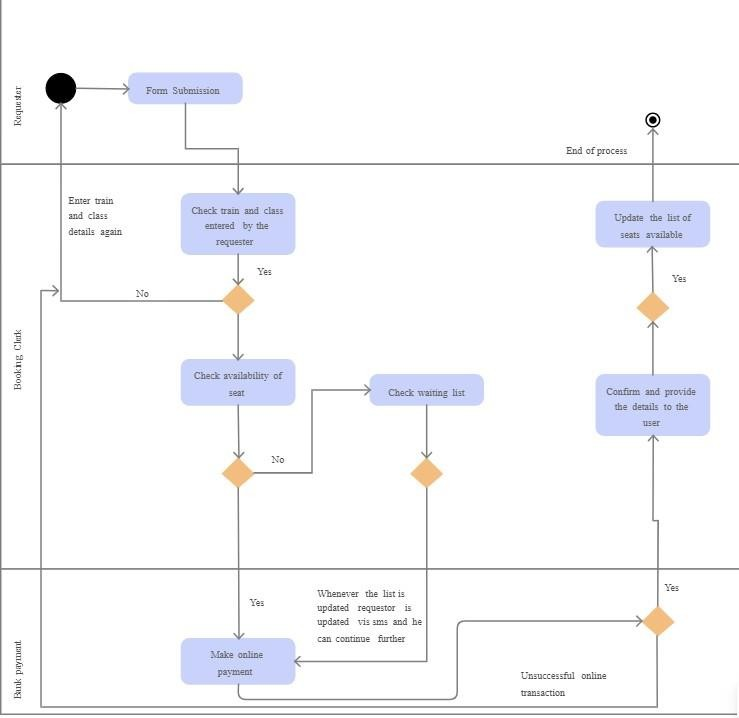 Requester
Form Submission
End of process
Booking Clerk
Enter train
and class
details again
Check train and class
entered by the
requester
Update the list of
seats available
Yes
No
Yes
Check availability of
seat
Check waiting list
Confirm and provide
the details to the
user
No
Bank payment
Yes
Whenever the list is
updated requestor is
updated vis sms and he
can continue further
Yes
Make online
payment
Unsuccessful online
transaction